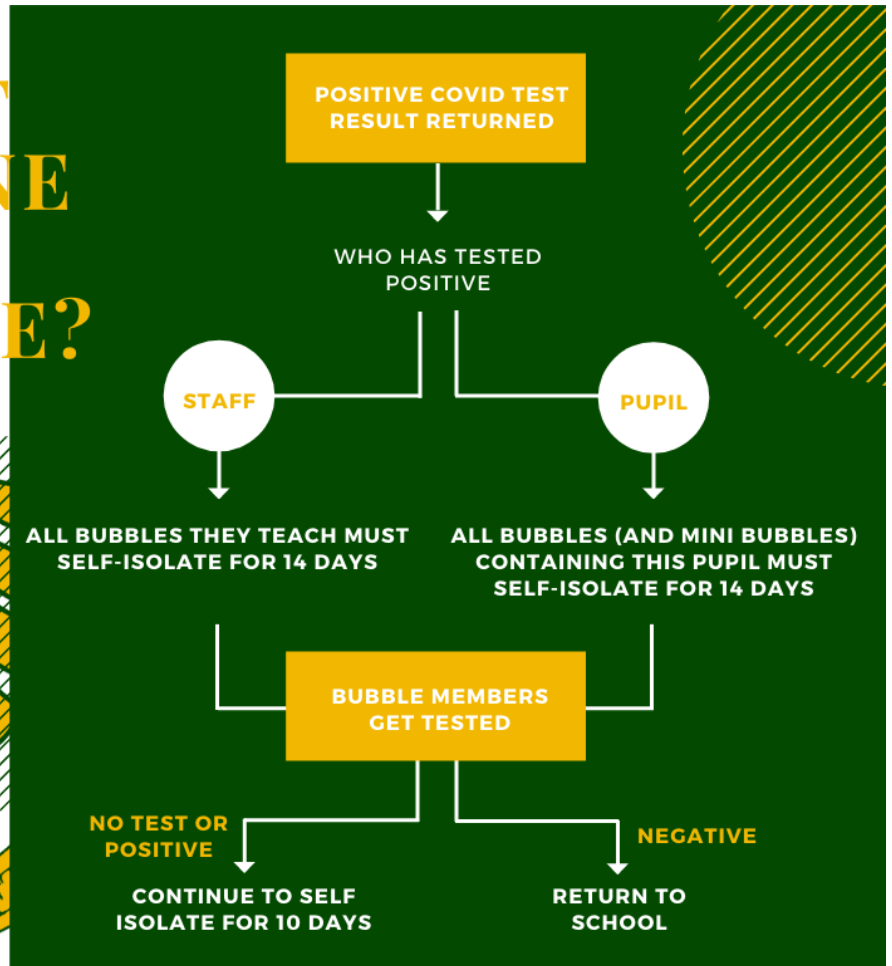 POSITIVE COVID TEST
RESULT RETURNED
WHO HAS TESTED
POSITIVE
STAFF
PUPIL
ALL BUBBLES THEY TEACH MUST
SELF-ISOLATE FOR 14 DAYS
ALL BUBBLES (AND MINI BUBBLES)
CONTAINING THIS PUPIL MUST
SELF-ISOLATE FOR 14 DAYS
BUBBLE MEMBERS
GET TESTED
NO TEST OR
POSITIVE
NEGATIVE
CONTINUE TO SELF
ISOLATE FOR 10 DAYS
RETURN TO
SCHOOL